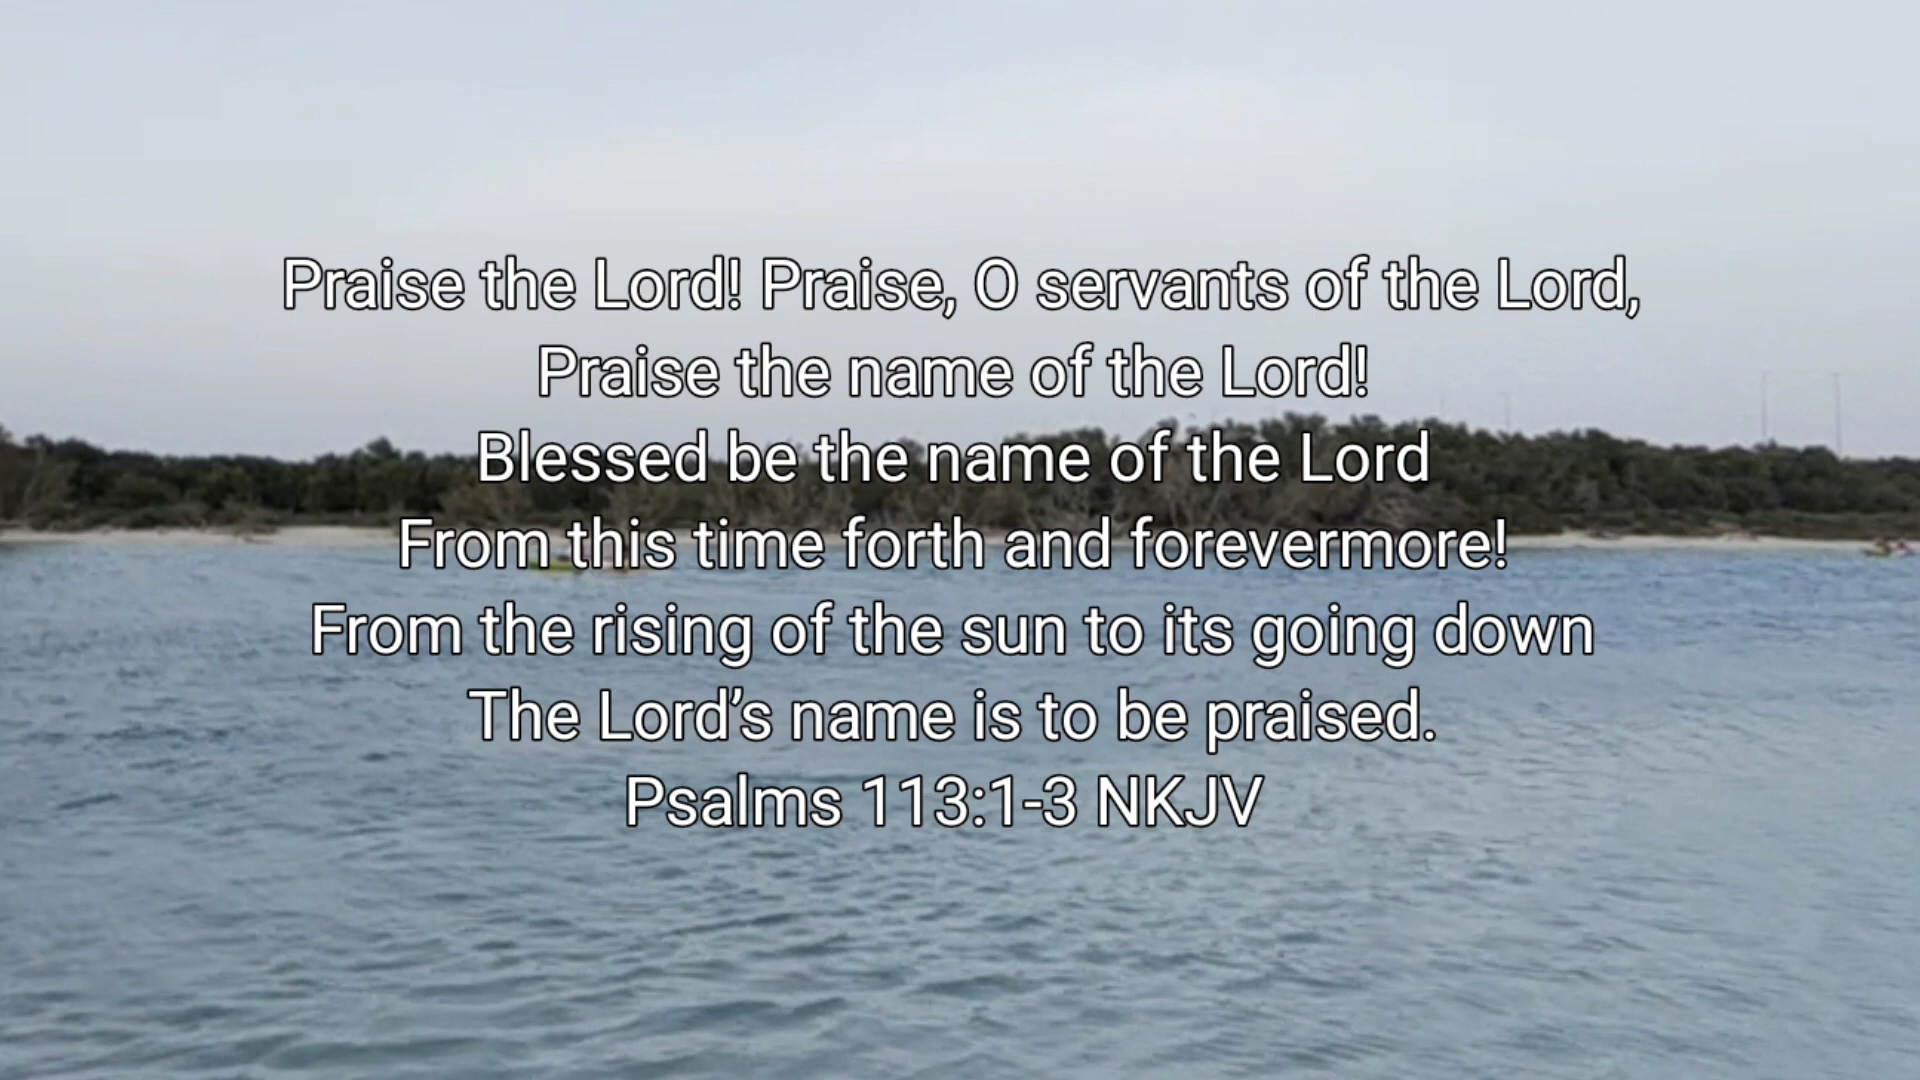 Praise the Lord! Praise, O servants of the Lord,
Praise the name of the Lord!
Blessed be the name of the Lord
From this time forth and forevermore!
From the rising of the sun to its going down
The Lord’s name is to be praised.
Psalms 113:1-3 NKJV